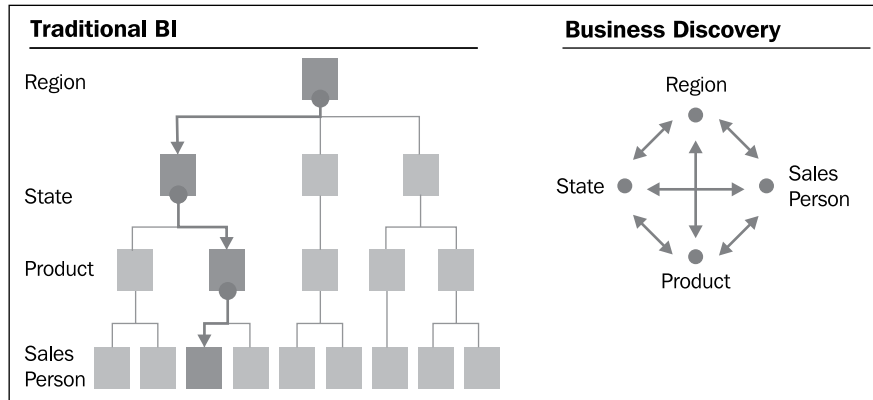 Traditional BI
Region
State
Product
Sales
Person
Business Discovery
Region
State
Sales
Person
Product